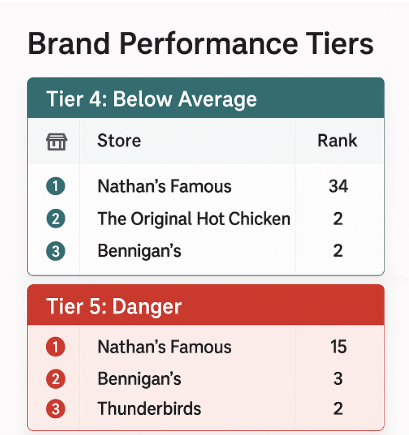 Brand Performance Tiers
Tier 4: Below Average
Store Rank
1 Nathan's Famous 34
2 The Original Hot Chicken 2
3 Bennigan's 2
Tier 5: Danger
1 Nathan's Famous 15
2 Bennigan's 3
3 Thunderbirds 2